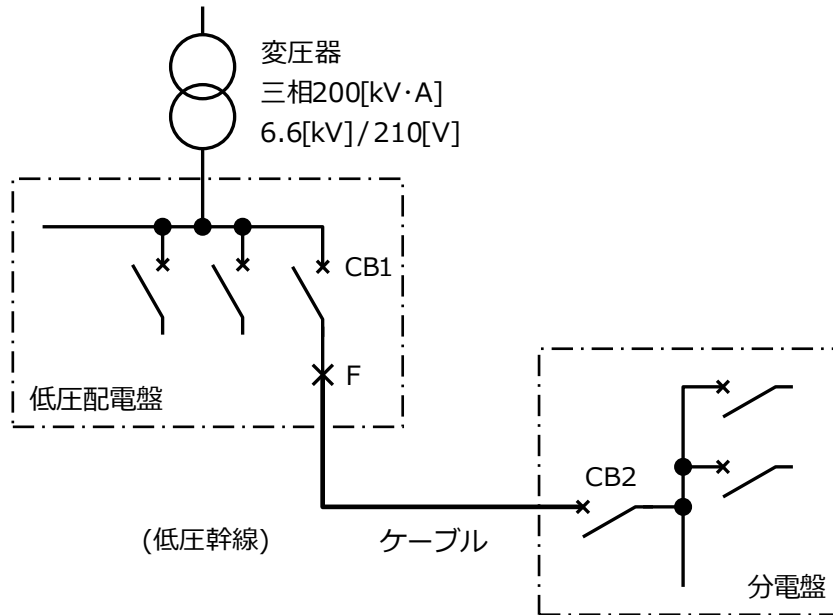 変圧器
三相200[kV･A]
6.6[kV]/210[V]
CB1
F
低圧配電盤
CB2
(低圧幹線)
ケーブル
分電盤